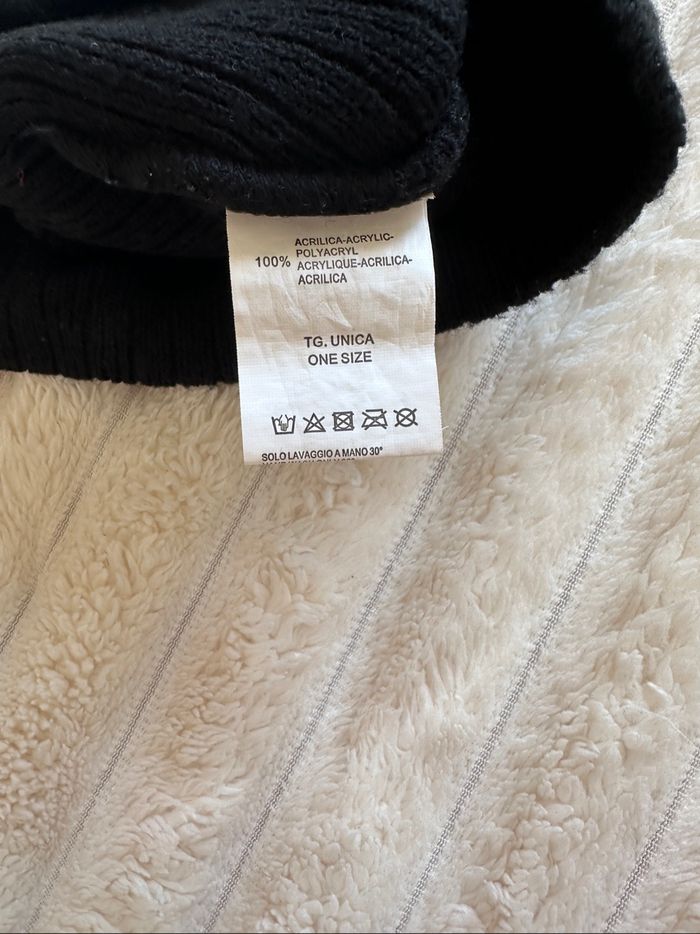 100% ACRILICA-ACRYLIC-
POLYACRYL
ACRYLIQUE-ACRILICA-
ACRILICA
TG. UNICA
ONE SIZE
SOLO LAVAGGIO A MANO 30°